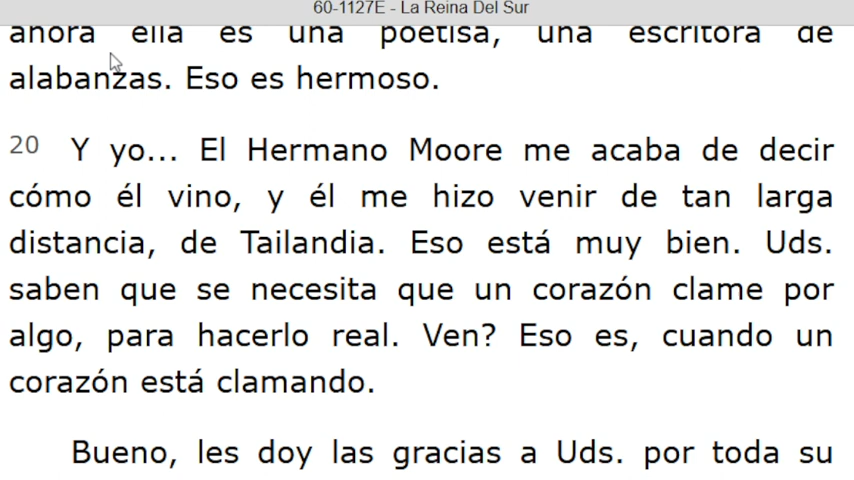 60-1127E - La Reina Del Sur
ahora ella es una poetisa, una escritora de
alabanzas. Eso es hermoso.
20 Y yo... El Hermano Moore me acaba de decir
cómo él vino, y él me hizo venir de tan larga
distancia, de Tailandia. Eso está muy bien. Uds.
saben que se necesita que un corazón clame por
algo, para hacerlo real. Ven? Eso es, cuando un
corazón está clamando.
Bueno, les doy las gracias a Uds. por toda su